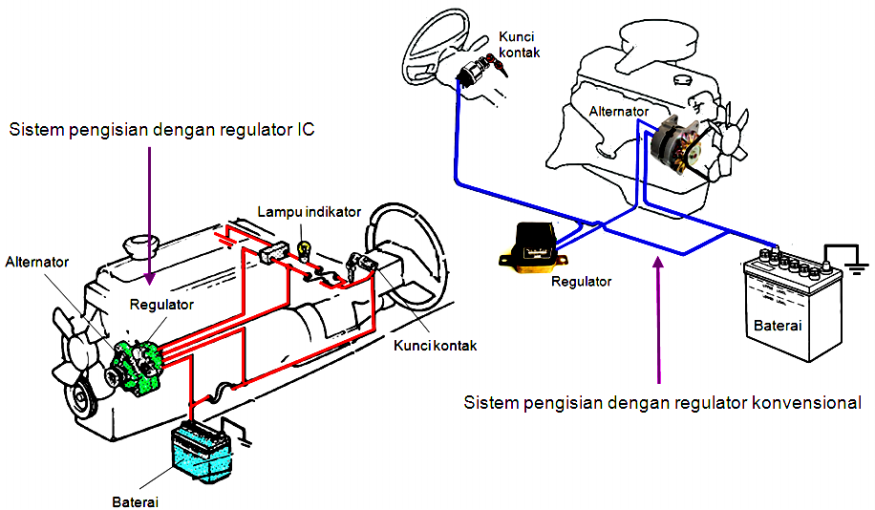 Kunci
kontak
Alternator
Sistem pengisian dengan regulator IC
Lampu indikator
Alternator
Regulator
Regulator
Baterai
Kunci kontak
Sistem pengisian dengan regulator konvensional
Baterai